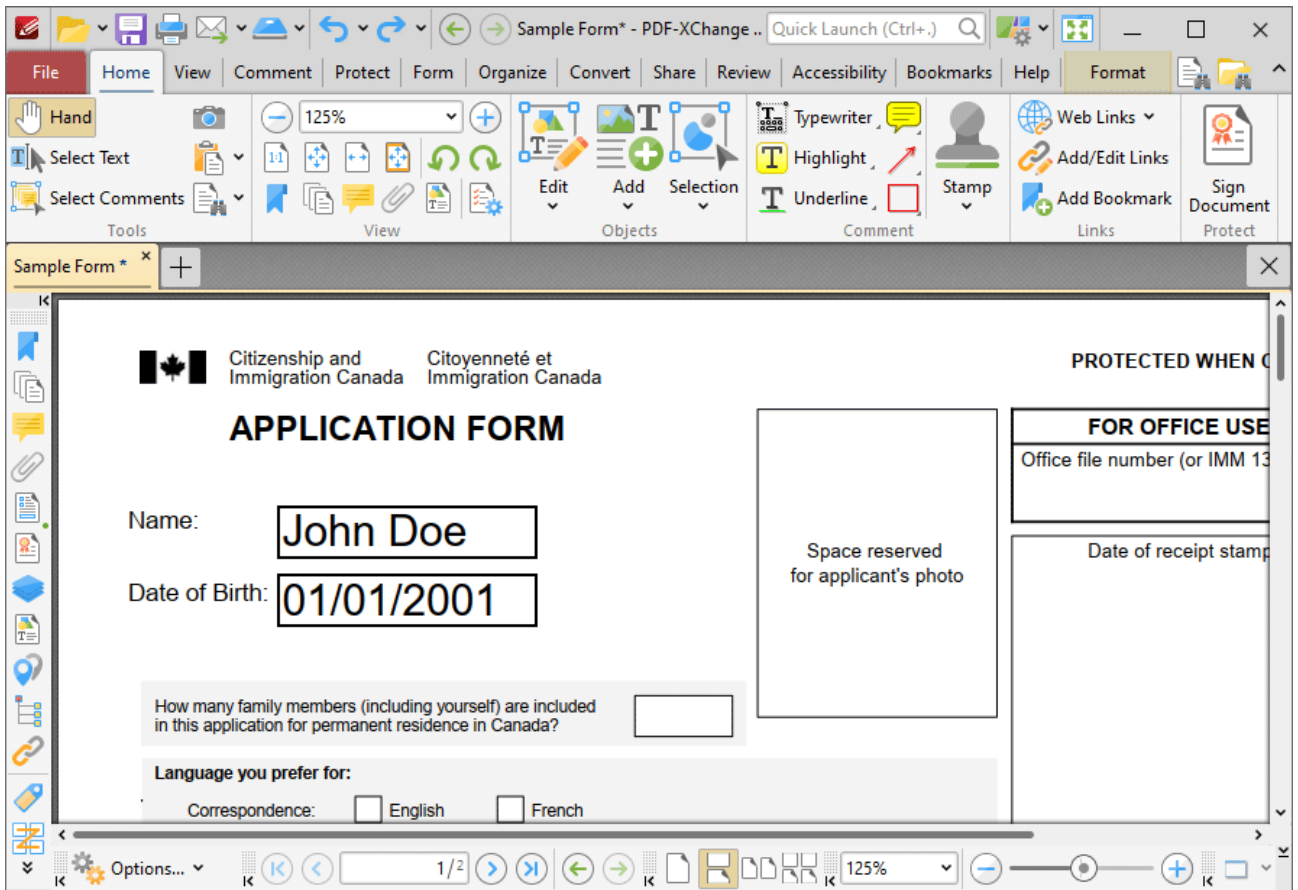 Sample Form* - PDF-XChange ..
Quick Launch (Ctrl+.)
File Home View Comment Protect Form Organize Convert Share Review Accessibility Bookmarks Help Format
Hand
Select Text
Select Comments
Tools
125%
1:1
View
Edit
Add
Selection
Objects
Typewriter
Highlight
Underline
Stamp
Comment
Web Links
Add/Edit Links
Add Bookmark
Links
Sign
Document
Protect
Sample Form *
Citizenship and
Immigration Canada
Citoyenneté et
Immigration Canada
PROTECTED WHEN
APPLICATION FORM
FOR OFFICE USE
Office file number (or IMM 13
Name:
John Doe
Date of Birth:
01/01/2001
Space reserved
for applicant's photo
Date of receipt stamp
How many family members (including yourself) are included
in this application for permanent residence in Canada?
Language you prefer for:
Correspondence: English French
Options...
1/2
125%